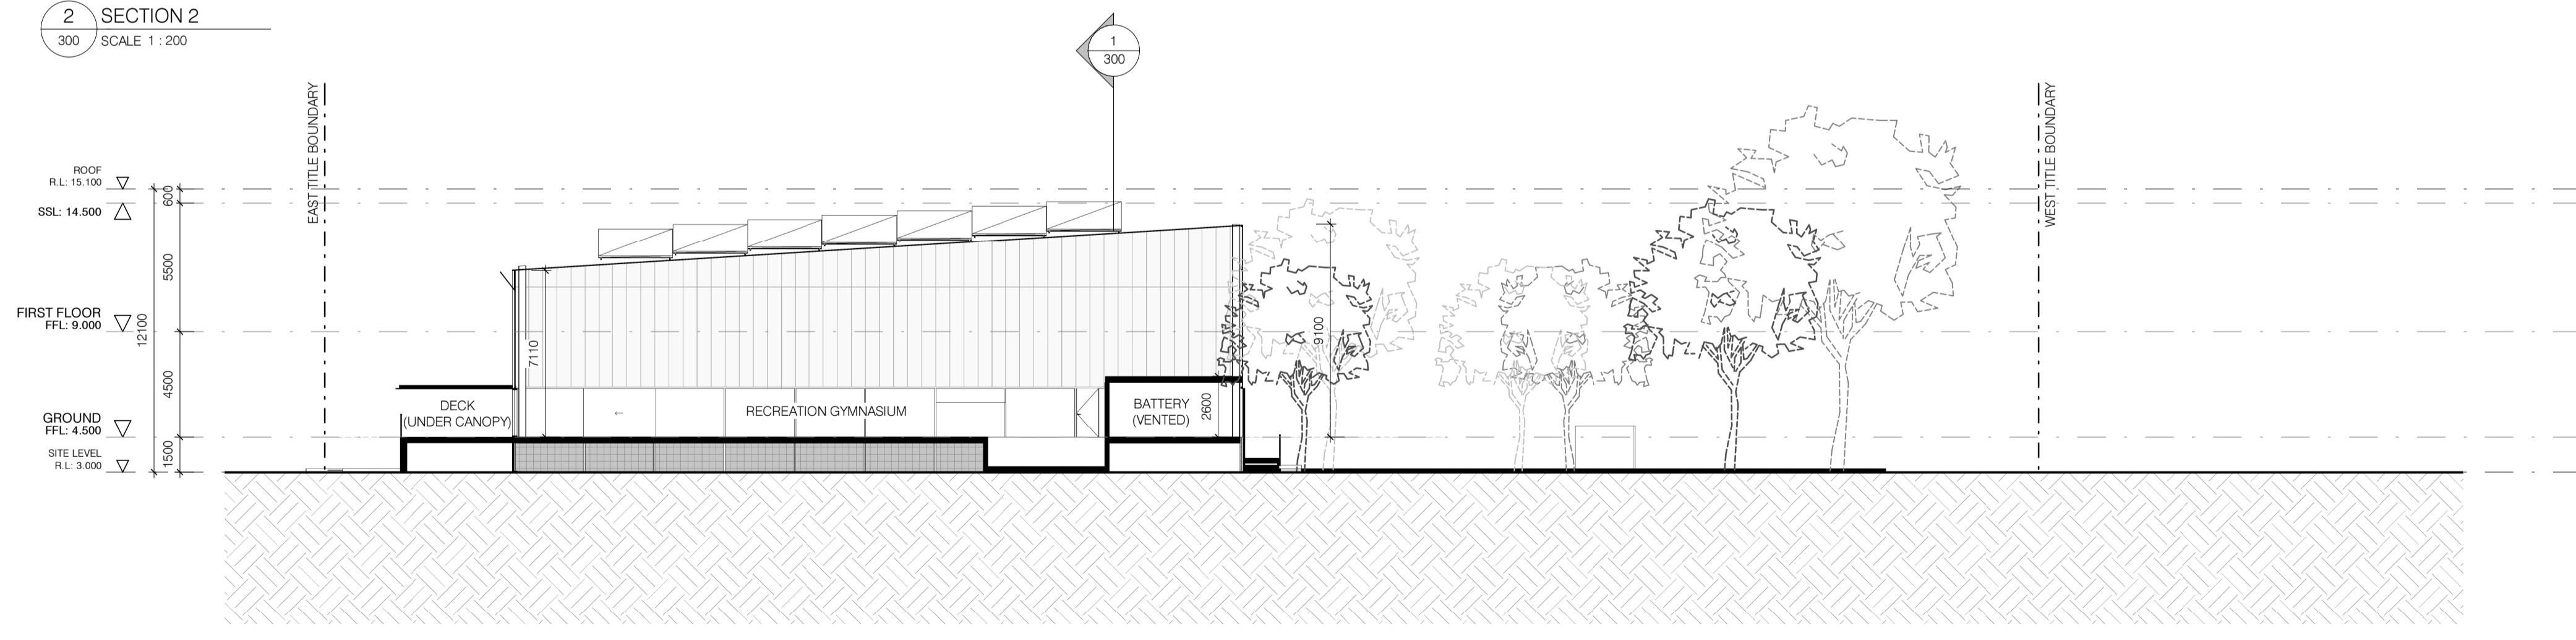 2
300
SECTION 2
SCALE 1 : 200
1
300
EAST TITLE BOUNDARY
WEST TITLE BOUNDARY
ROOF
R.L: 15.100
600
SSL: 14.500
5500
FIRST FLOOR
FFL: 9.000
12100
4500
GROUND
FFL: 4.500
SITE LEVEL
R.L: 3.000
1500
7110
9100
DECK
(UNDER CANOPY)
RECREATION GYMNASIUM
BATTERY
(VENTED)
2600